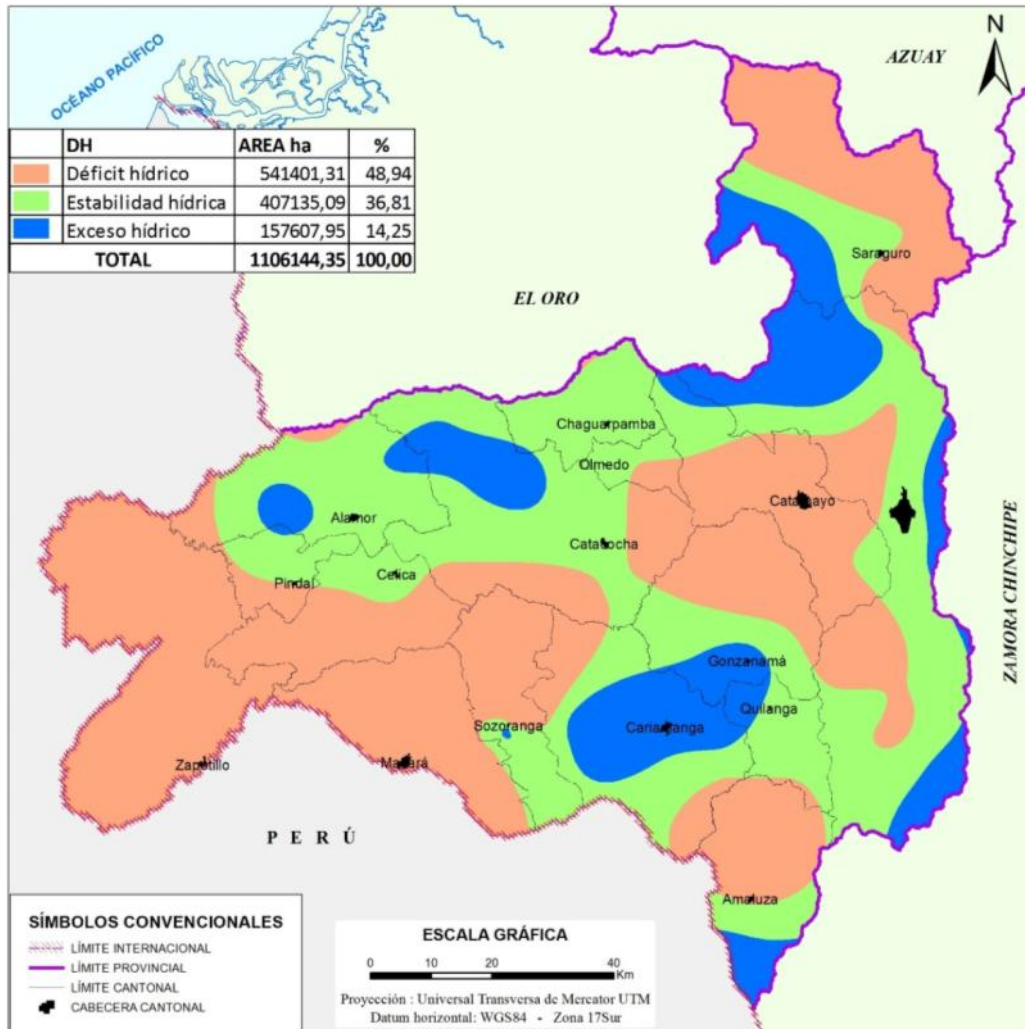 N
AZUAY
OCÉANO PACÍFICO
DH AREA ha %
Déficit hídrico 541401,31 48,94
Estabilidad hídrica 407135,09 36,81
Exceso hídrico 157607,95 14,25
TOTAL 1106144,35 100,00
Saraguro
EL ORO
Chaguarpamba
Olmedo
Catamayo
Alamor
Catacocha
Celica
Pindal
ZAMORA CHINCHIPE
Gonzanamá
Quilanga
Sozoranga
Cariamanga
Zapotillo
Macará
PERÚ
Amaluza
SÍMBOLOS CONVENCIONALES
LÍMITE INTERNACIONAL
LÍMITE PROVINCIAL
LÍMITE CANTONAL
CABECERA CANTONAL
ESCALA GRÁFICA
0 10 20 40
Km
Proyección : Universal Transversa de Mercator UTM
Datum horizontal: WGS84 - Zona 17Sur